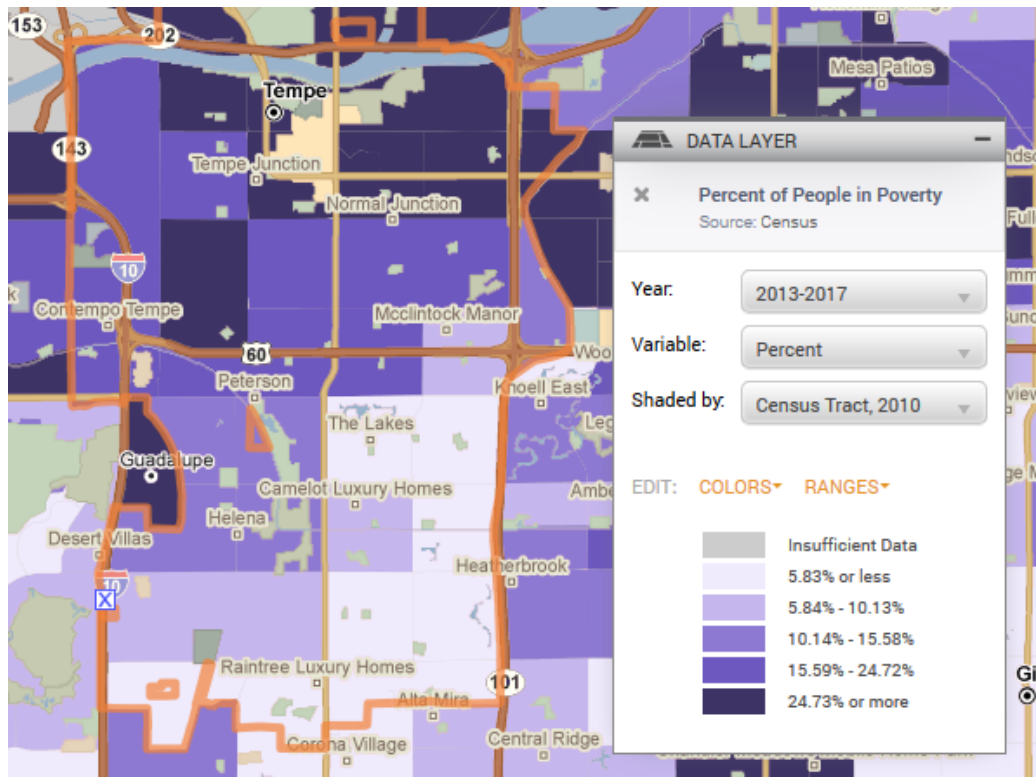 153
202
Tempe
Mesa Patios
143
Tempe Junction
Normal Junction
10
Contempo Tempe
Mcclintock Manor
60
Peterson
Knoell East
The Lakes
Guadalupe
Camelot Luxury Homes
Helena
Desert Villas
Heatherbrook
10
X
Raintree Luxury Homes
101
Alta Mira
Corona Village
Central Ridge
DATA LAYER
Percent of People in Poverty
Source: Census
Year:
2013-2017
Variable:
Percent
Shaded by:
Census Tract, 2010
EDIT: COLORS RANGES
Insufficient Data
5.83% or less
5.84% - 10.13%
10.14% - 15.58%
15.59% - 24.72%
24.73% or more